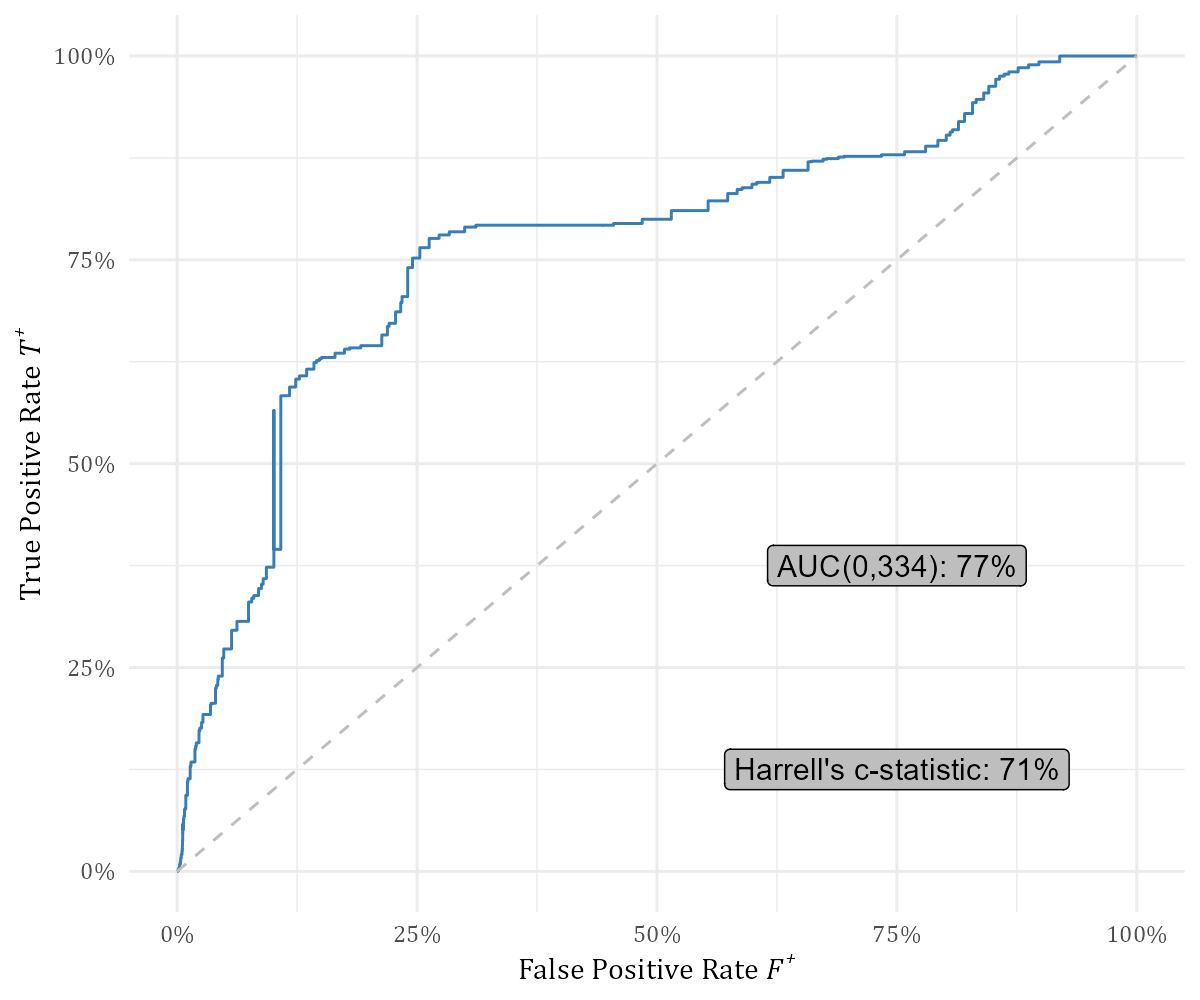 100%
75%
50%
25%
0%
True Positive Rate T⁺
AUC(0,334): 77%
Harrell's c-statistic: 71%
0%
25%
50%
75%
100%
False Positive Rate F⁺